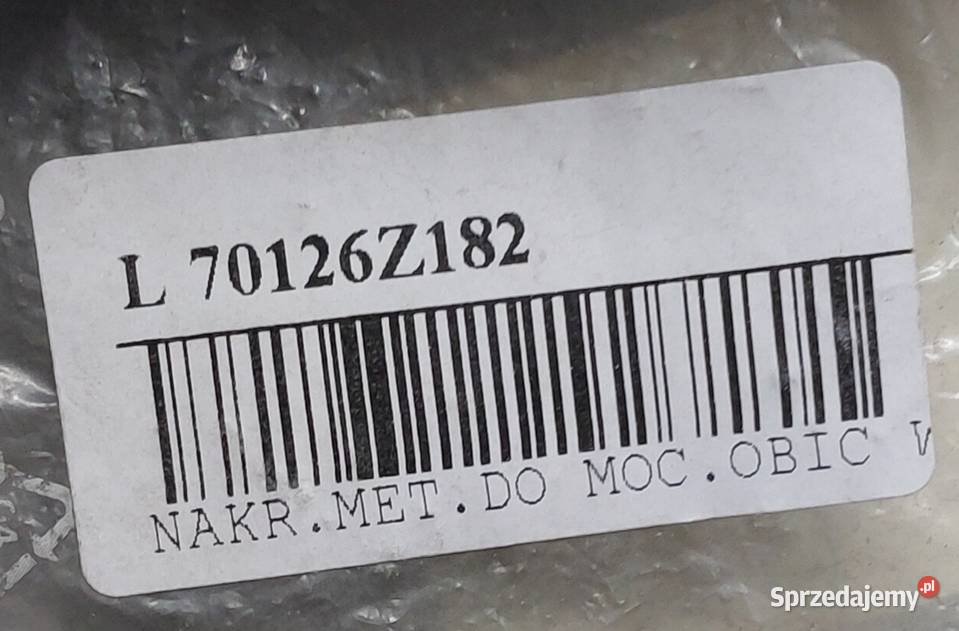 L 70126Z182
NAKR.MET.DO MOC.OBIC
Sprzedajemy.pl